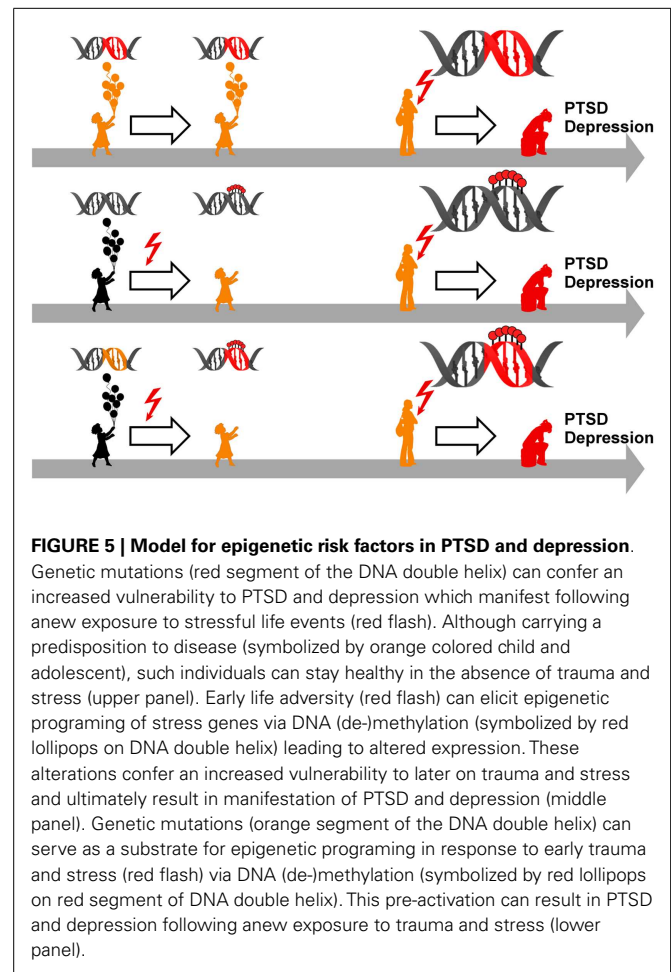 PTSD
Depression
PTSD
Depression
PTSD
Depression
FIGURE 5 | Model for epigenetic risk factors in PTSD and depression.
Genetic mutations (red segment of the DNA double helix) can confer an
increased vulnerability to PTSD and depression which manifest following
anew exposure to stressful life events (red flash). Although carrying a
predisposition to disease (symbolized by orange colored child and
adolescent), such individuals can stay healthy in the absence of trauma and
stress (upper panel). Early life adversity (red flash) can elicit epigenetic
programing of stress genes via DNA (de-)methylation (symbolized by red
lollipops on DNA double helix) leading to altered expression. These
alterations confer an increased vulnerability to later on trauma and stress
and ultimately result in manifestation of PTSD and depression (middle
panel). Genetic mutations (orange segment of the DNA double helix) can
serve as a substrate for epigenetic programing in response to early trauma
and stress (red flash) via DNA (de-)methylation (symbolized by red lollipops
on red segment of DNA double helix). This pre-activation can result in PTSD
and depression following anew exposure to trauma and stress (lower
panel).